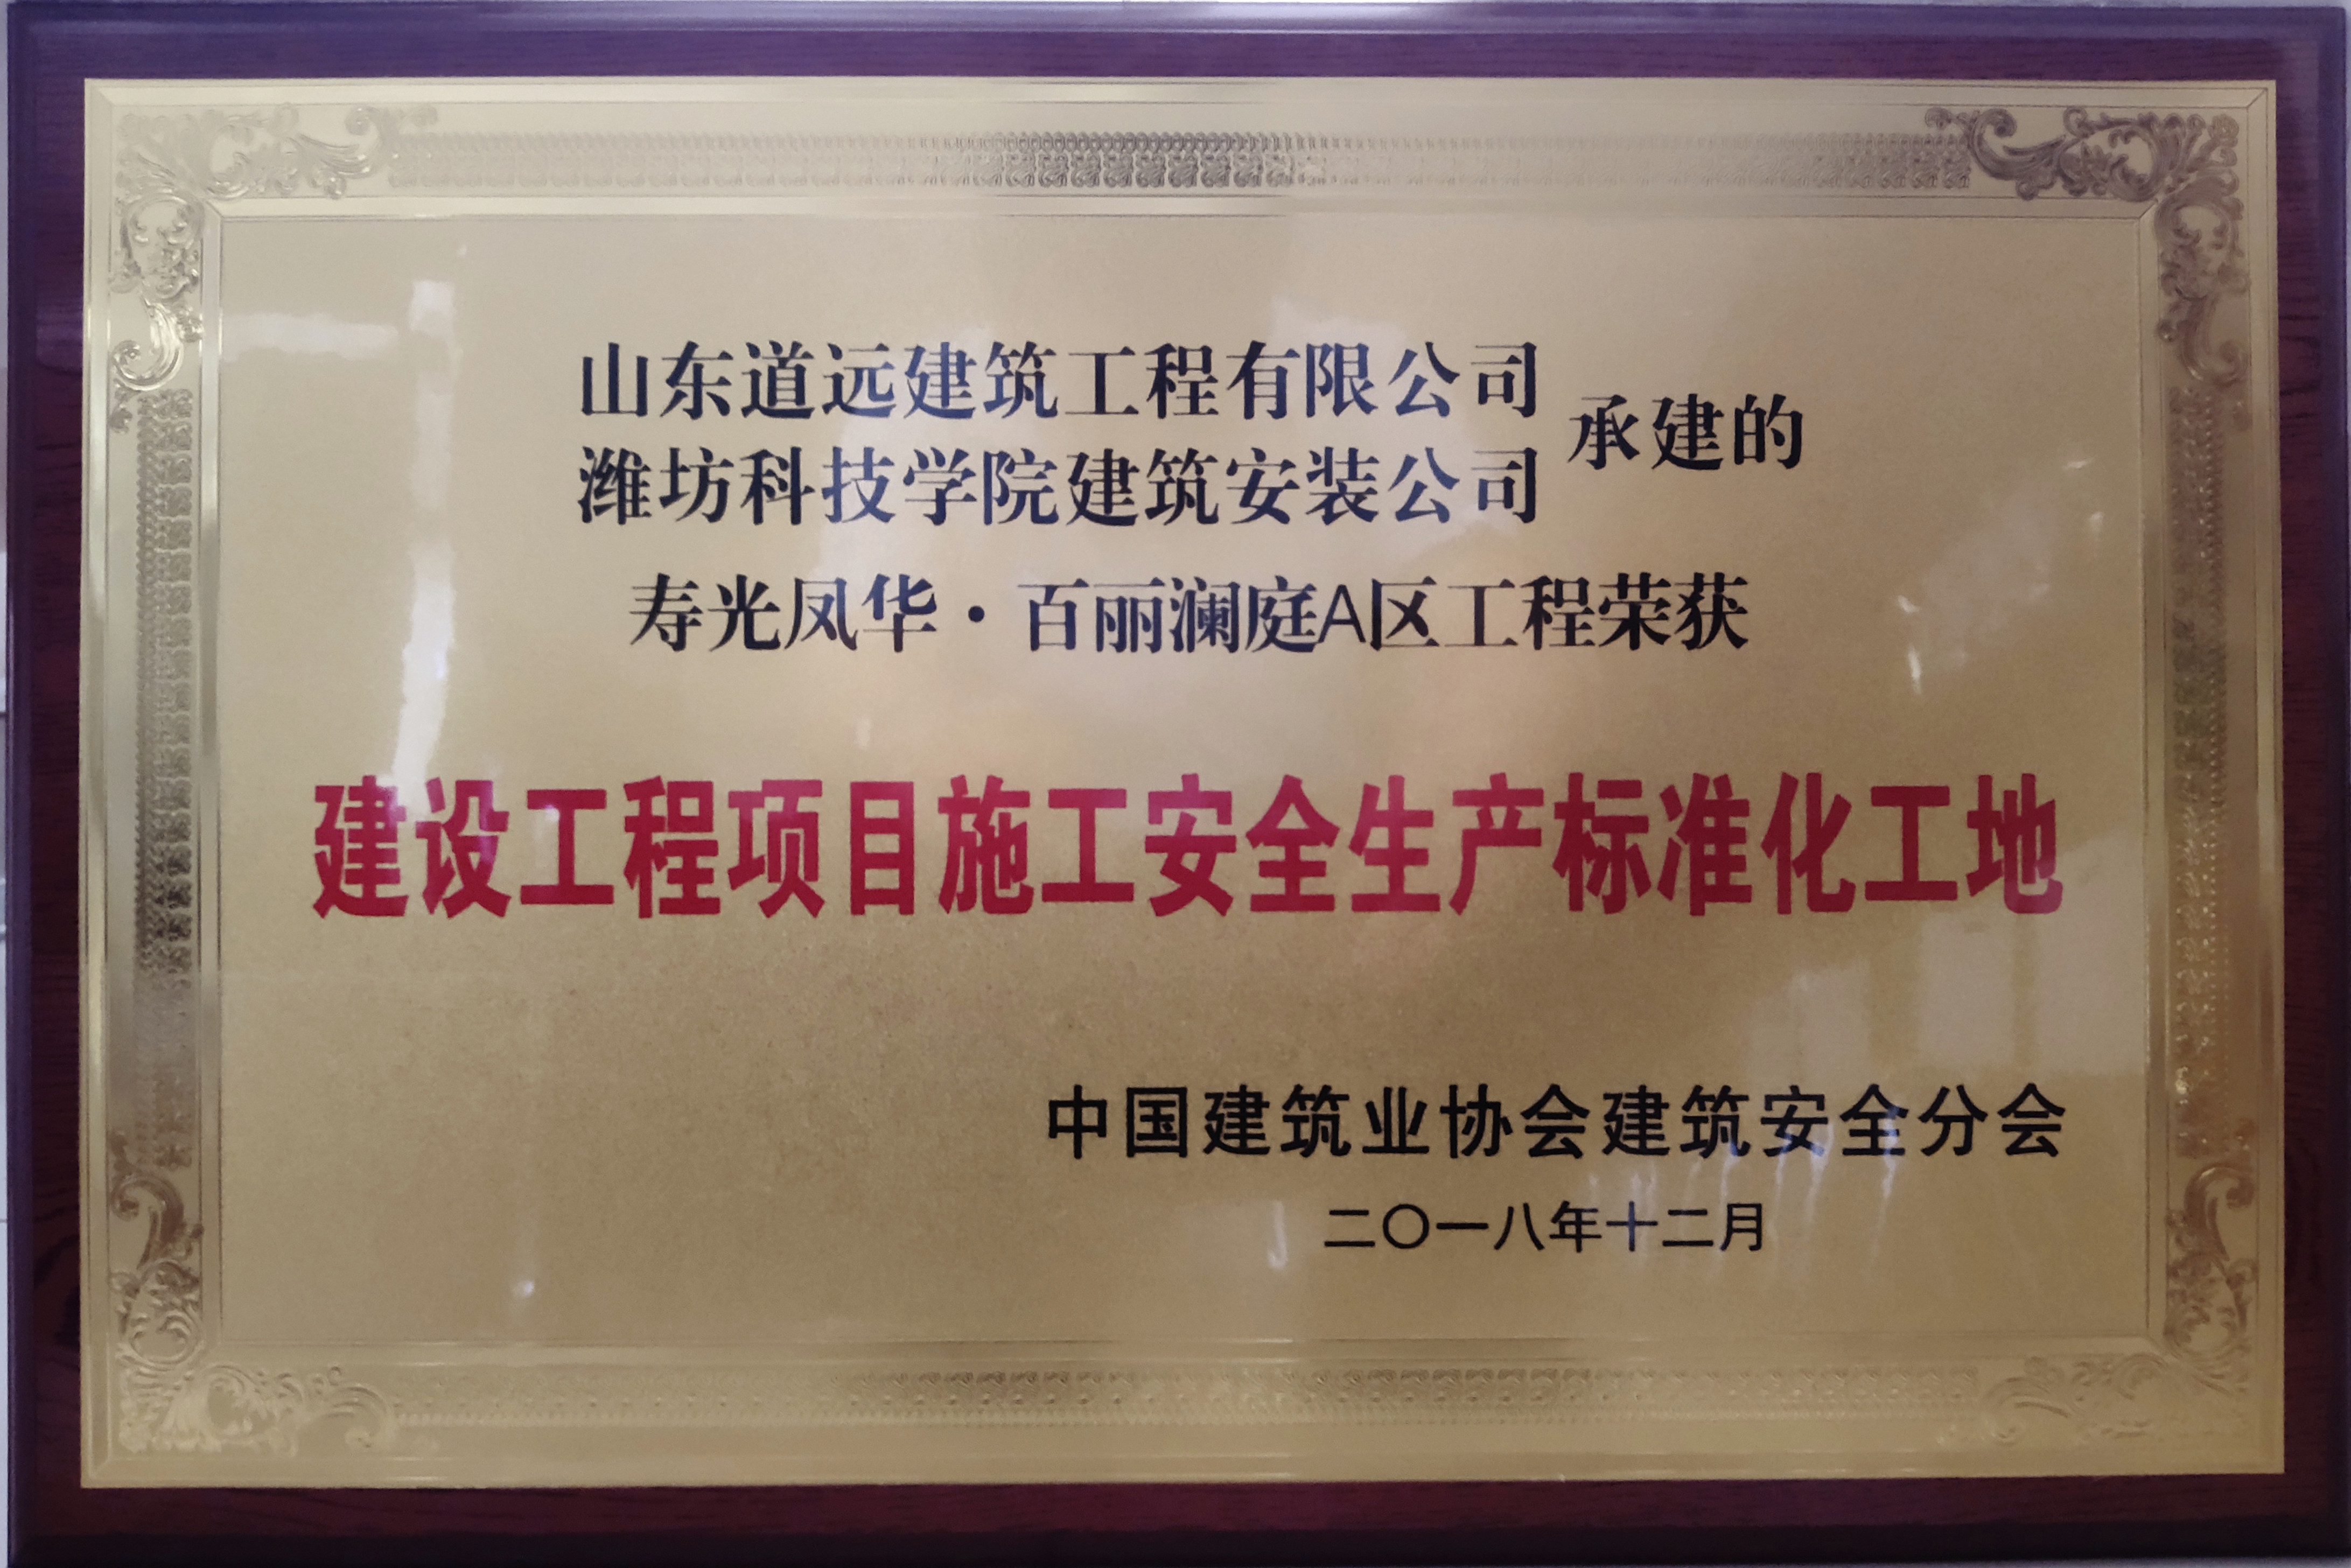 山东道远建筑工程有限公司
潍坊科技学院建筑安装公司
承建的
寿光凤华·百丽澜庭A区工程荣获
建设工程项目施工安全生产标准化工地
中国建筑业协会建筑安全分会
二〇一八年十二月